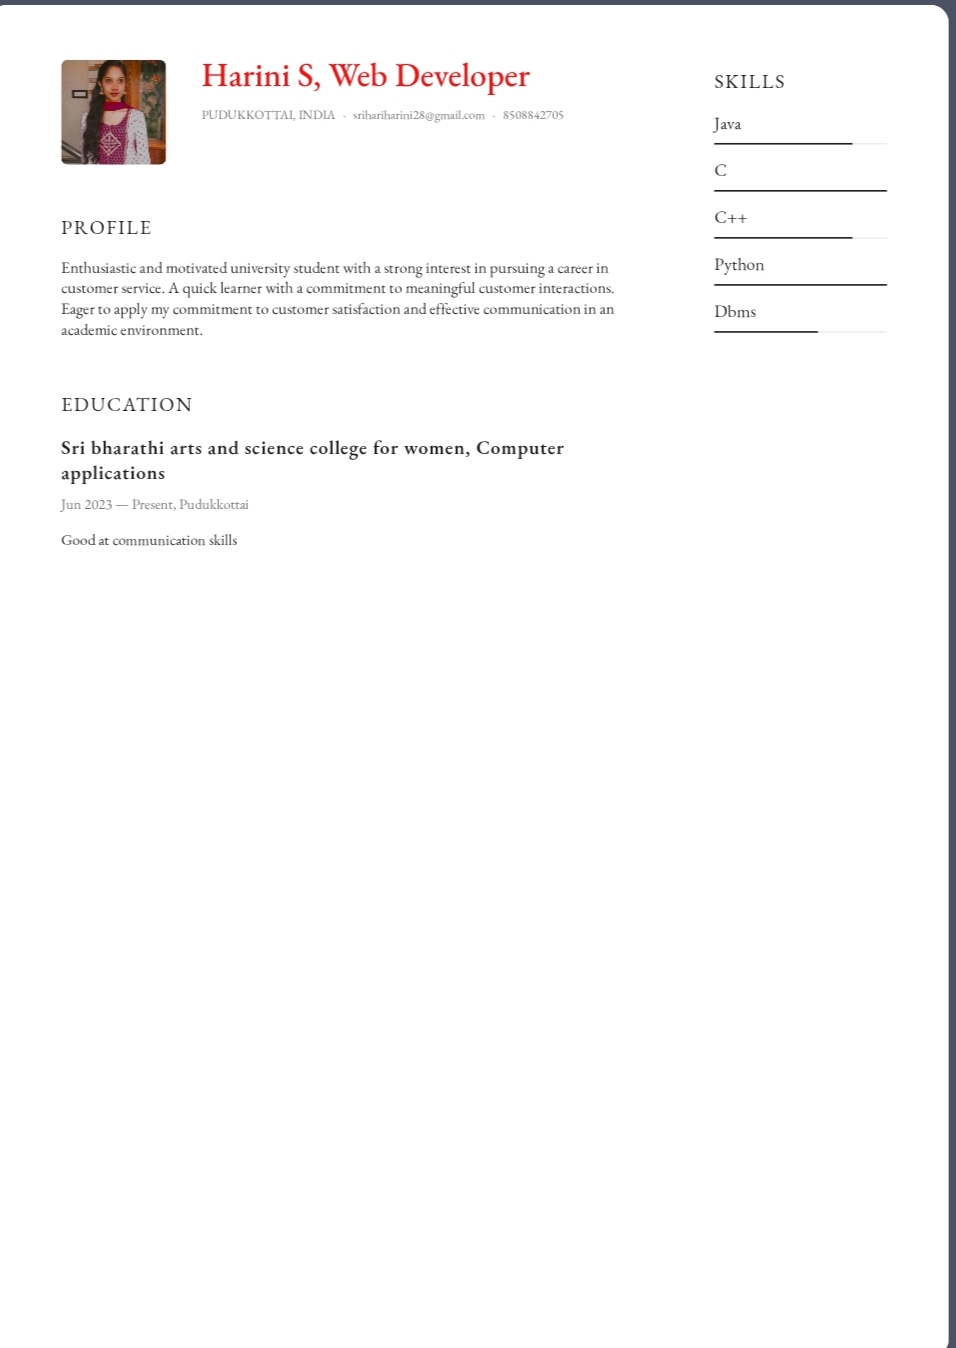 Harini S, Web Developer
PUDUKKOTTAI, INDIA · srihariharini28@gmail.com · 8508842705
PROFILE
Enthusiastic and motivated university student with a strong interest in pursuing a career in
customer service. A quick learner with a commitment to meaningful customer interactions.
Eager to apply my commitment to customer satisfaction and effective communication in an
academic environment.
EDUCATION
Sri bharathi arts and science college for women, Computer
applications
Jun 2023 — Present, Pudukkottai
Good at communication skills
SKILLS
Java
C
C++
Python
Dbms